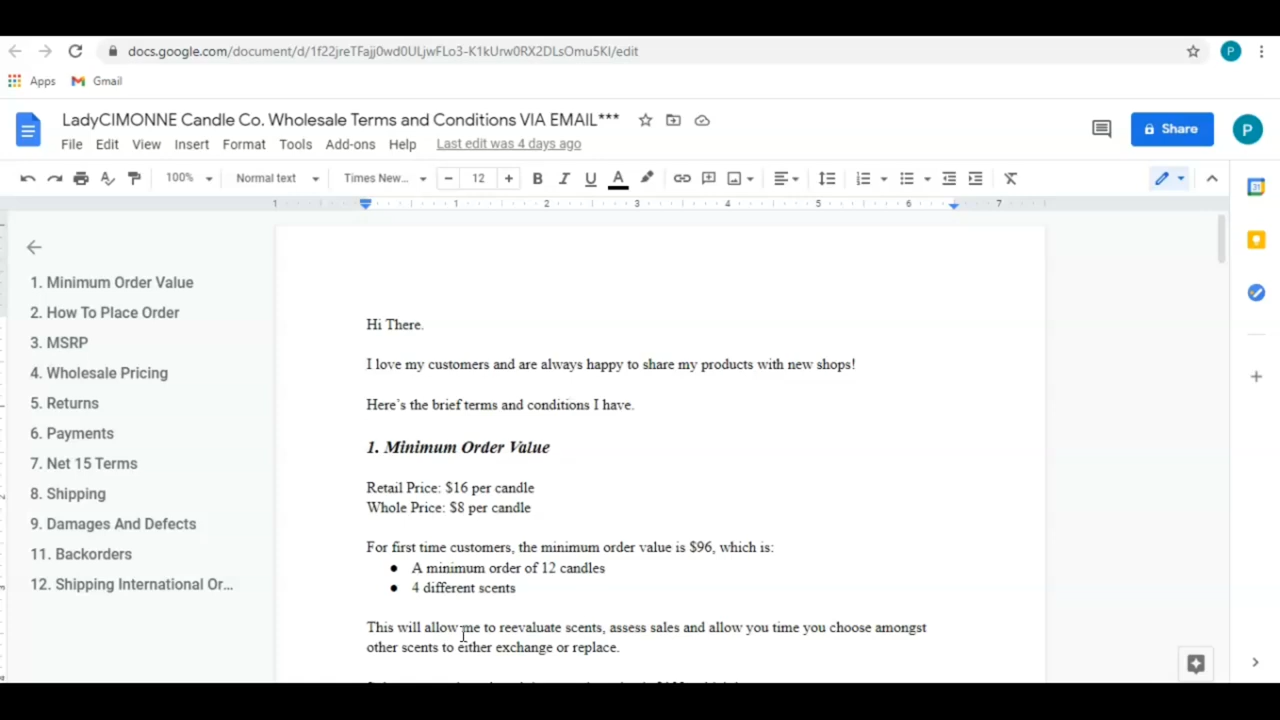 docs.google.com/document/d/1f22jreTFajj0wd0ULjwFLo3-K1kUrw0RX2DLsOmu5KI/edit
P
Apps
Gmail
LadyCIMONNE Candle Co. Wholesale Terms and Conditions VIA EMAIL***
File Edit View Insert Format Tools Add-ons Help Last edit was 4 days ago
Share
P
100% Normal text Times New... 12 B I U A
1 1 2 3 4 5 6 7
1. Minimum Order Value
2. How To Place Order
3. MSRP
4. Wholesale Pricing
5. Returns
6. Payments
7. Net 15 Terms
8. Shipping
9. Damages And Defects
11. Backorders
12. Shipping International Or...
Hi There.
I love my customers and are always happy to share my products with new shops!
Here's the brief terms and conditions I have.
1. Minimum Order Value
Retail Price: $16 per candle
Whole Price: $8 per candle
For first time customers, the minimum order value is $96, which is:
● A minimum order of 12 candles
● 4 different scents
This will allow me to reevaluate scents, assess sales and allow you time you choose amongst
other scents to either exchange or replace.